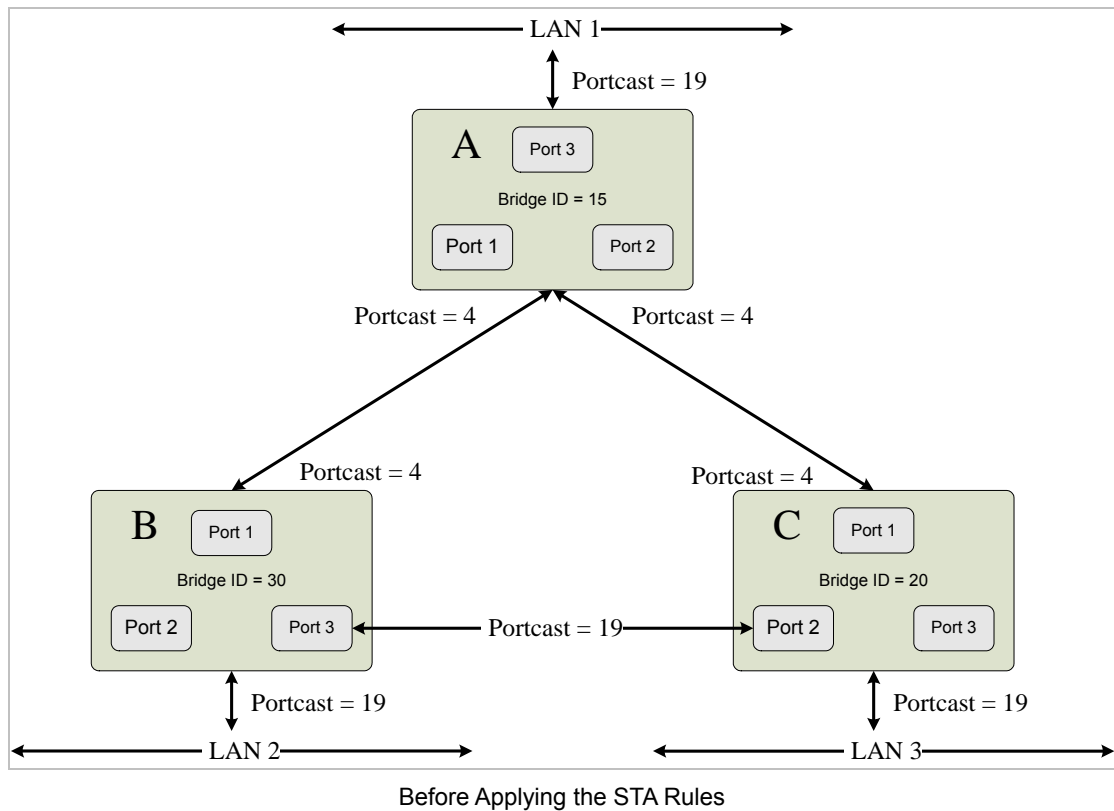 LAN 1
Portcast = 19
A
Port 3
Bridge ID = 15
Port 1
Port 2
Portcast = 4
Portcast = 4
Portcast = 4
Portcast = 4
B
Port 1
Bridge ID = 30
Port 2
Port 3
Portcast = 19
C
Port 1
Bridge ID = 20
Port 2
Port 3
Portcast = 19
LAN 2
Portcast = 19
LAN 3
Before Applying the STA Rules